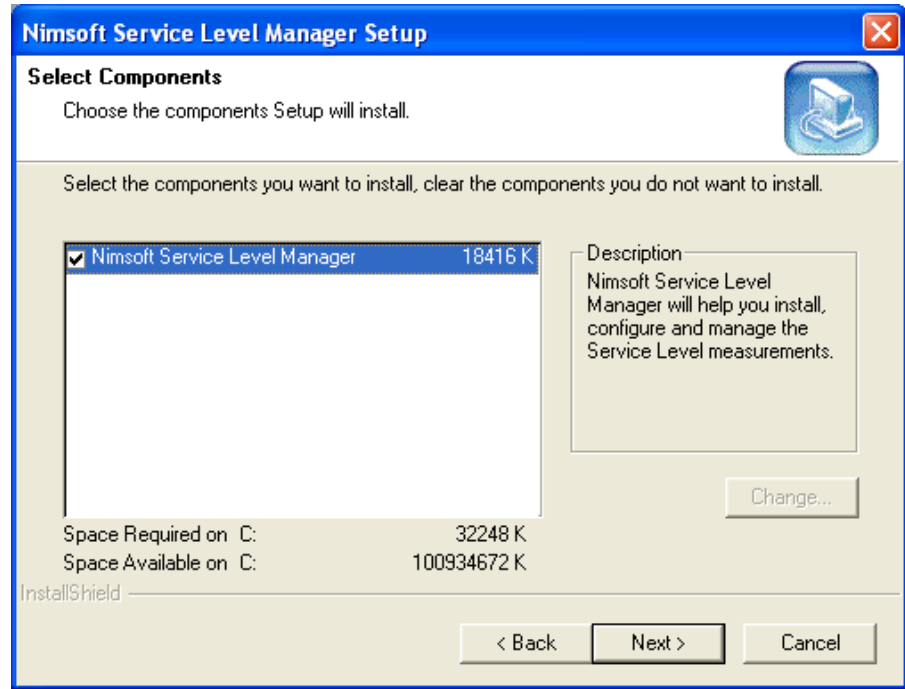 Nimsoft Service Level Manager Setup
Select Components
Choose the components Setup will install.
Select the components you want to install, clear the components you do not want to install.
Nimsoft Service Level Manager 18416 K
Description
Nimsoft Service Level
Manager will help you install,
configure and manage the
Service Level measurements.
Change...
Space Required on C: 32248 K
Space Available on C: 100934672 K
InstallShield
< Back Next > Cancel